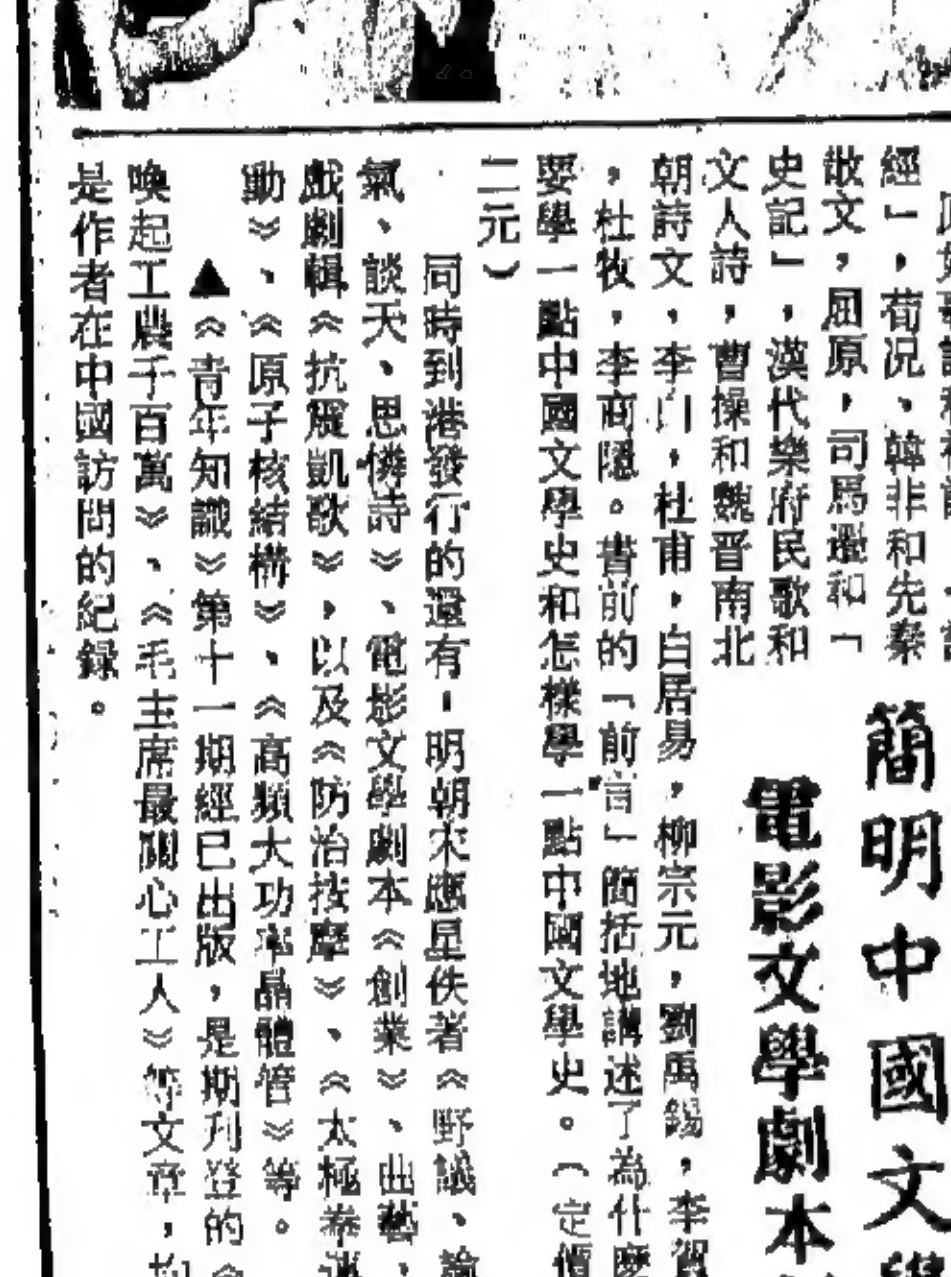 經」，荀況、韓非和先秦
散文，屈原，司馬遷和「
史記」，漢代樂府民歌和
文人詩，曹操和魏晋南北
朝詩文，李白，杜甫，白居易，柳宗元，劉禹錫，李賀
，杜牧，李商隱。書前的「前言」簡括地講述了為什麼
要學一點中國文學史和怎樣學一點中國文學史。（定價
二元）
同時到港發行的還有：明朝宋應星佚著《野議、論
氣、談天、思憐詩》、電影文學劇本《創業》、曲藝、
戲劇輯《抗震凱歌》，以及《防治技摩》、《太極拳
動》、《原子核結構》、《高頻大功率晶體管》等。
▲《青年知識》第十一期經已出版，是期刋登的《
喚起工農千百萬》、《毛主席最關心工人》等文章，均
是作者在中國訪問的紀錄。
簡明中國文學
電影文學劇本